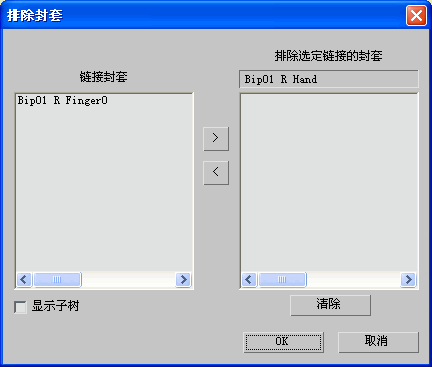 排除封套
排除选定链接的封套
链接封套
Bip01 R Hand
Bip01 R Finger0
>
<
显示子树
清除
OK
取消